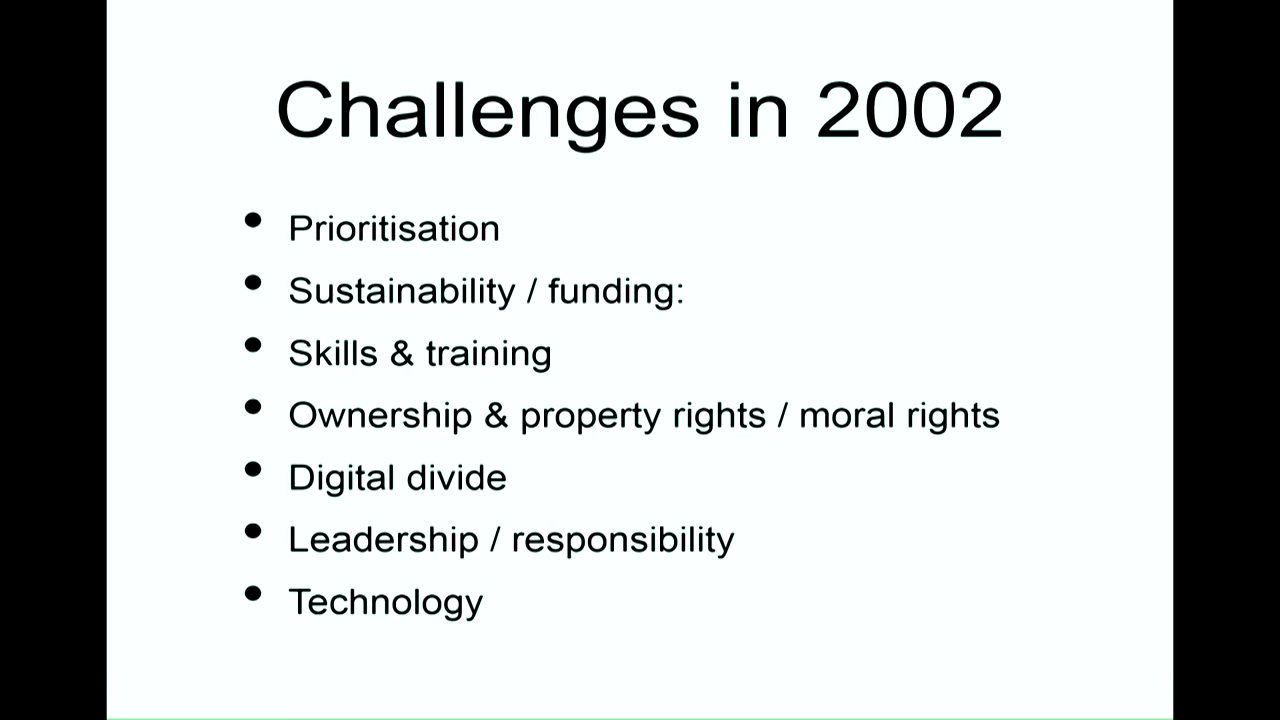 Challenges in 2002
• Prioritisation
• Sustainability / funding:
• Skills & training
• Ownership & property rights / moral rights
• Digital divide
• Leadership / responsibility
• Technology